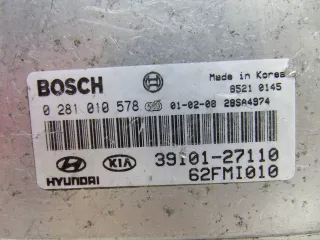 BOSCH
Made in Korea
8521 0145
0 281 010 578 01-02-08 28SA4974
HYUNDAI KIA 39101-27110
62FMI010